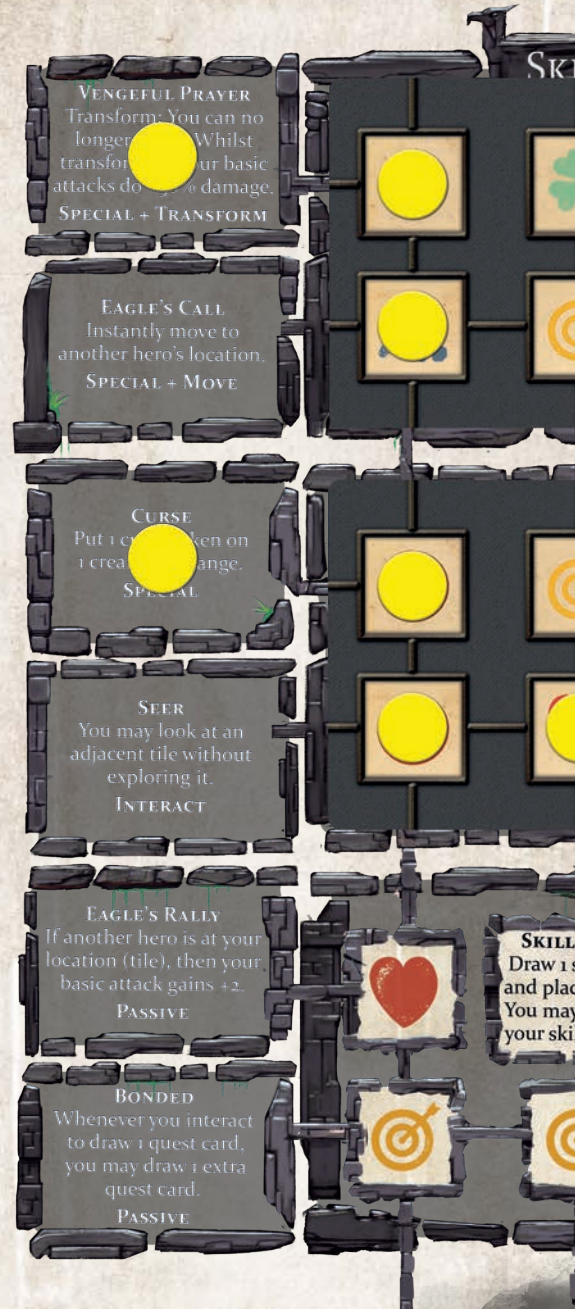 Ski
Vengeful Prayer
Transform: You can no
longer Whilst
transfor ur basic
attacks do % damage.
Special + Transform
Eagle's Call
Instantly move to
another hero's location.
Special + Move
Curse
Put 1 c ken on
1 crea ange.
Special
Seer
You may look at an
adjacent tile without
exploring it.
Interact
Eagle's Rally
If another hero is at your
location (tile), then your
basic attack gains +2.
Passive
Skill
Draw 1 s
and plac
You may
your ski
Bonded
Whenever you interact
to draw 1 quest card,
you may draw 1 extra
quest card.
Passive